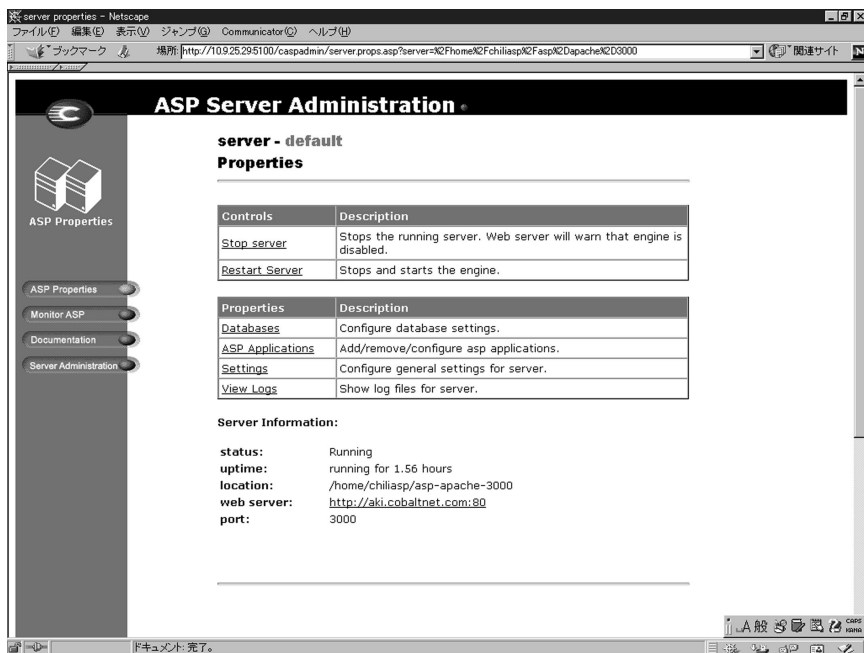 server properties - Netscape
ファイル(F) 編集(E) 表示(V) ジャンプ(G) Communicator(C) ヘルプ(H)
ブックマーク 場所: http://10.9.25.29:5100/caspadmin/server.props.asp?server=%2Fhome%2Fchiliasp%2Fasp%2Dapache%2D3000 関連サイト N
ASP Server Administration
server - default
Properties
ASP Properties
Controls Description
Stop server Stops the running server. Web server will warn that engine is disabled.
Restart Server Stops and starts the engine.
ASP Properties
Monitor ASP
Documentation
Server Administration
Properties Description
Databases Configure database settings.
ASP Applications Add/remove/configure asp applications.
Settings Configure general settings for server.
View Logs Show log files for server.
Server Information:
status: Running
uptime: running for 1.56 hours
location: /home/chiliasp/asp-apache-3000
web server: http://aki.cobaltnet.com:80
port: 3000
A 般 CAPS
KANA
ドキュメント: 完了。